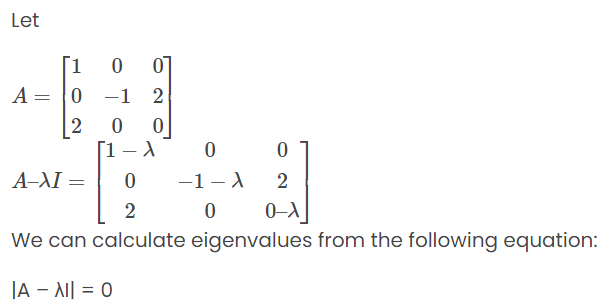 Let
A = [1 0 0
0 −1 2
2 0 0]
A–λI = [1 − λ 0 0
0 −1 − λ 2
2 0 0–λ]
We can calculate eigenvalues from the following equation:
|A − λI| = 0